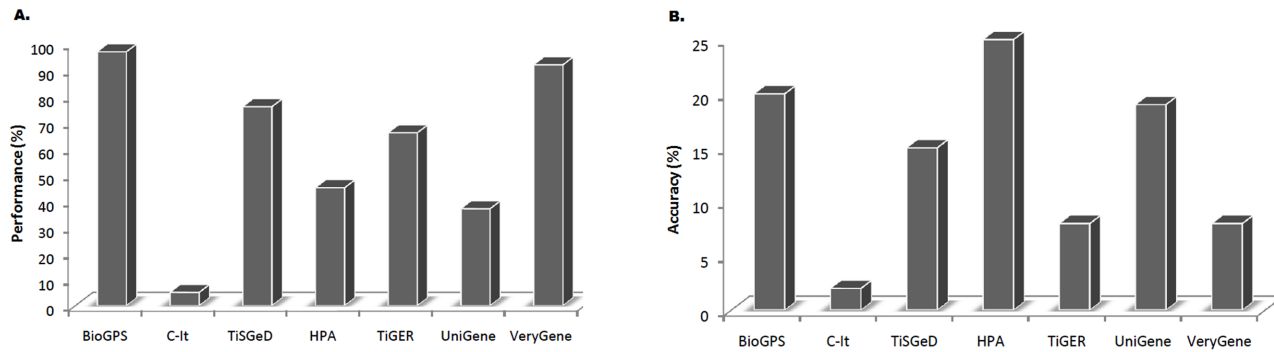 A.
Performance (%)
100
90
80
70
60
50
40
30
20
10
0
BioGPS C-It TiSGeD HPA TiGER UniGene VeryGene
B.
Accuracy (%)
25
20
15
10
5
0
BioGPS C-It TiSGeD HPA TiGER UniGene VeryGene